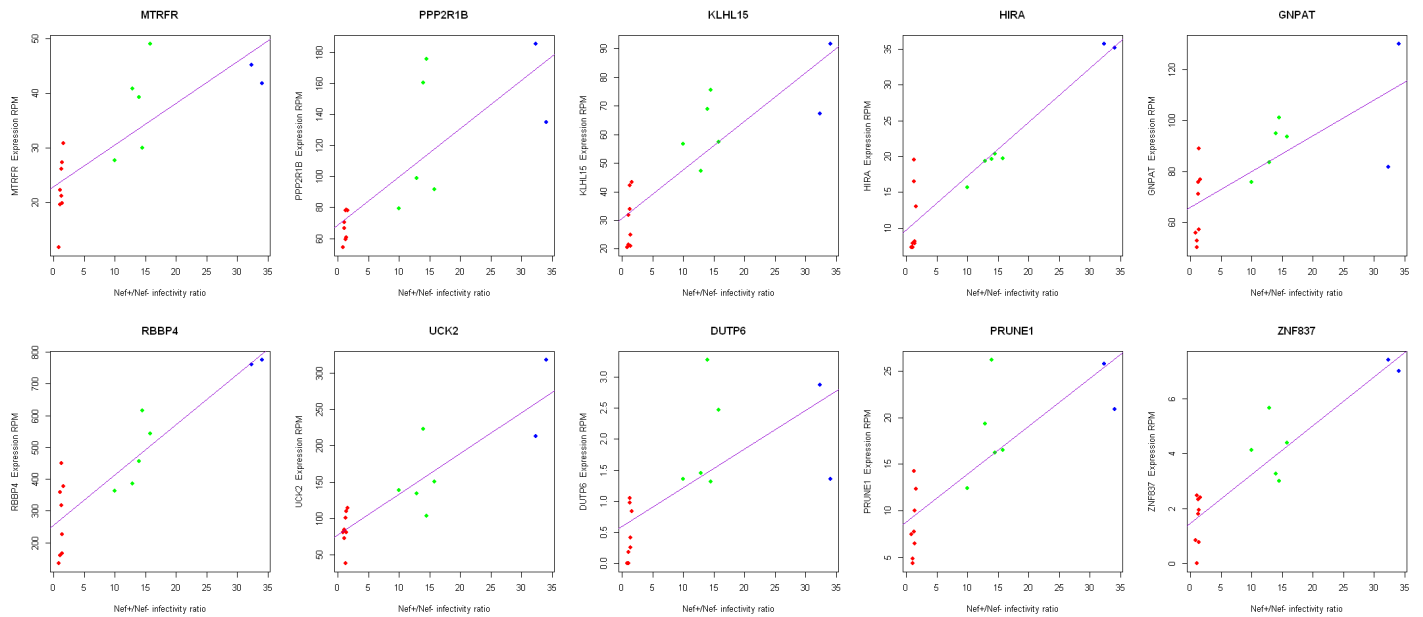 MTRFR PPP2R1B KLHL15 HIRA GNPAT
MTRFR Expression RPM
50
40
30
20
0 5 10 15 20 25 30 35
Nef+/Nef- infectivity ratio
PPP2R1B Expression RPM
180
160
140
120
100
80
60
0 5 10 15 20 25 30 35
Nef+/Nef- infectivity ratio
KLHL15 Expression RPM
90
80
70
60
50
40
30
20
0 5 10 15 20 25 30 35
Nef+/Nef- infectivity ratio
HIRA Expression RPM
35
30
25
20
15
10
0 5 10 15 20 25 30 35
Nef+/Nef- infectivity ratio
GNPAT Expression RPM
120
100
80
60
0 5 10 15 20 25 30 35
Nef+/Nef- infectivity ratio
RBBP4 UCK2 DUTP6 PRUNE1 ZNF837
RBBP4 Expression RPM
800
700
600
500
400
300
200
0 5 10 15 20 25 30 35
Nef+/Nef- infectivity ratio
UCK2 Expression RPM
300
250
200
150
100
50
0 5 10 15 20 25 30 35
Nef+/Nef- infectivity ratio
DUTP6 Expression RPM
3.0
2.5
2.0
1.5
1.0
0.5
0.0
0 5 10 15 20 25 30 35
Nef+/Nef- infectivity ratio
PRUNE1 Expression RPM
25
20
15
10
5
0 5 10 15 20 25 30 35
Nef+/Nef- infectivity ratio
ZNF837 Expression RPM
6
4
2
0
0 5 10 15 20 25 30 35
Nef+/Nef- infectivity ratio